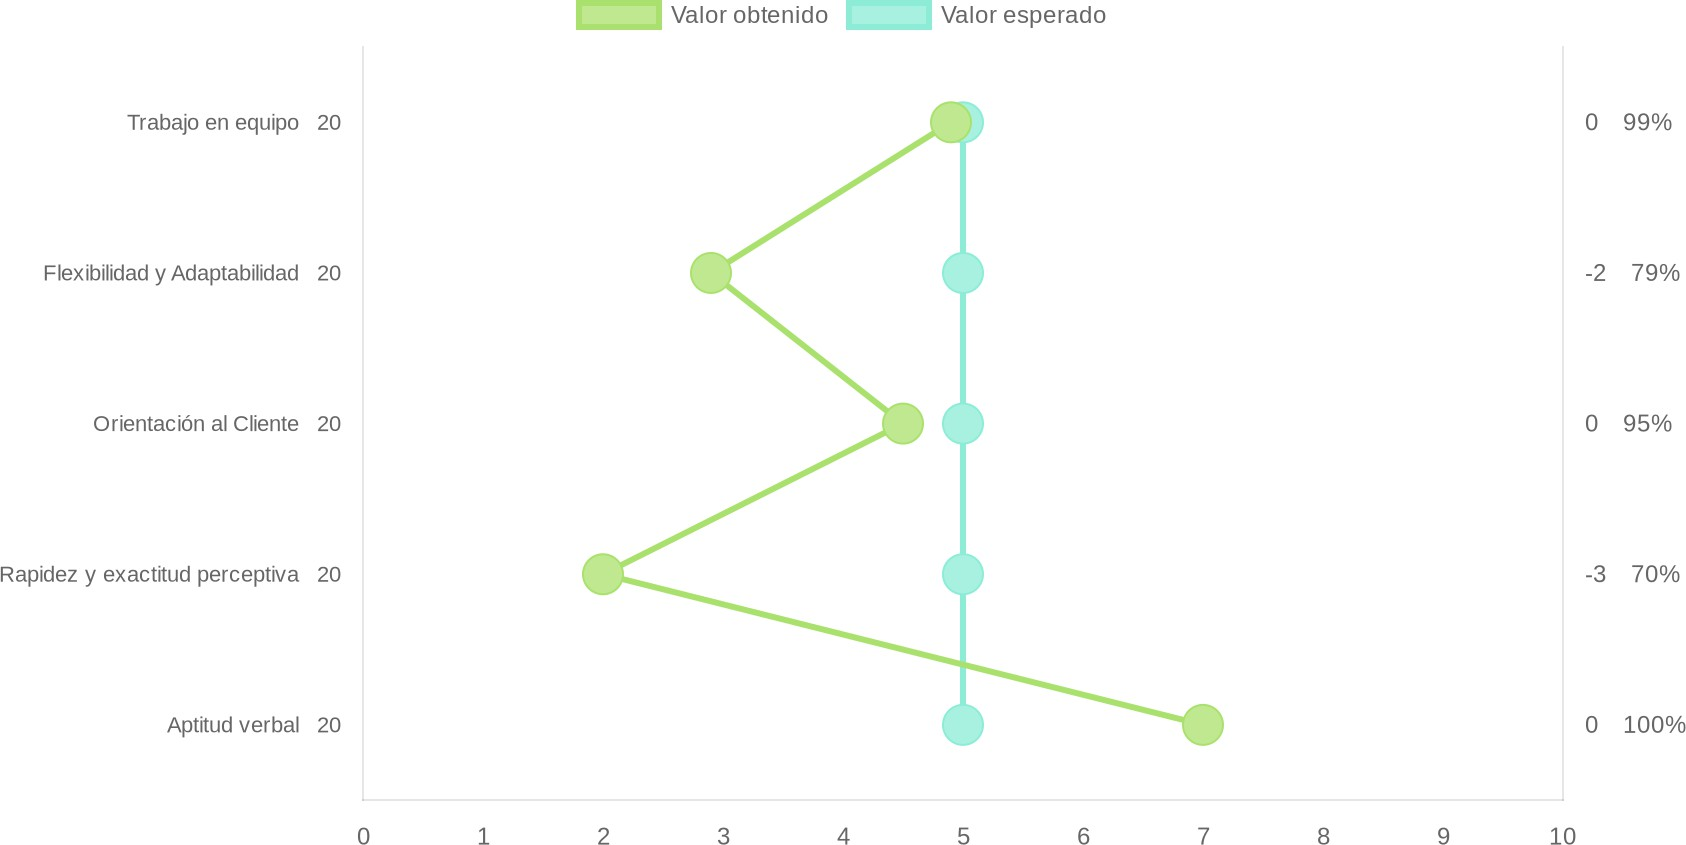 Valor obtenido Valor esperado
Trabajo en equipo 20 0 99%
Flexibilidad y Adaptabilidad 20 -2 79%
Orientación al Cliente 20 0 95%
Rapidez y exactitud perceptiva 20 -3 70%
Aptitud verbal 20 0 100%
0 1 2 3 4 5 6 7 8 9 10